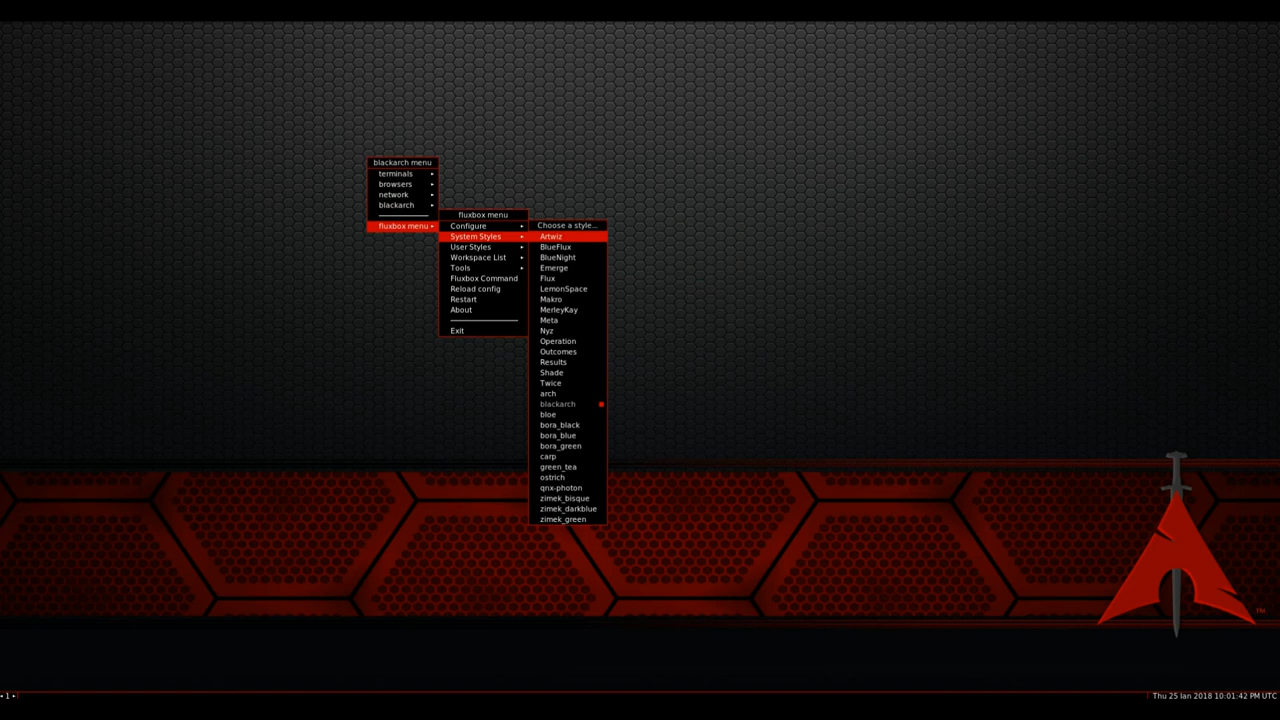 blackarch menu
terminals
browsers
network
blackarch
fluxbox menu
fluxbox menu
Configure
System Styles
User Styles
Workspace List
Tools
Fluxbox Command
Reload config
Restart
About
Exit
Choose a style...
Artwiz
BlueFlux
BlueNight
Emerge
Flux
LemonSpace
Makro
MerleyKay
Meta
Nyz
Operation
Outcomes
Results
Shade
Twice
arch
blackarch
bloe
bora_black
bora_blue
bora_green
carp
green_tea
ostrich
qnx-photon
zimek_bisque
zimek_darkblue
zimek_green
TM
1
Thu 25 Jan 2018 10:01:42 PM UTC